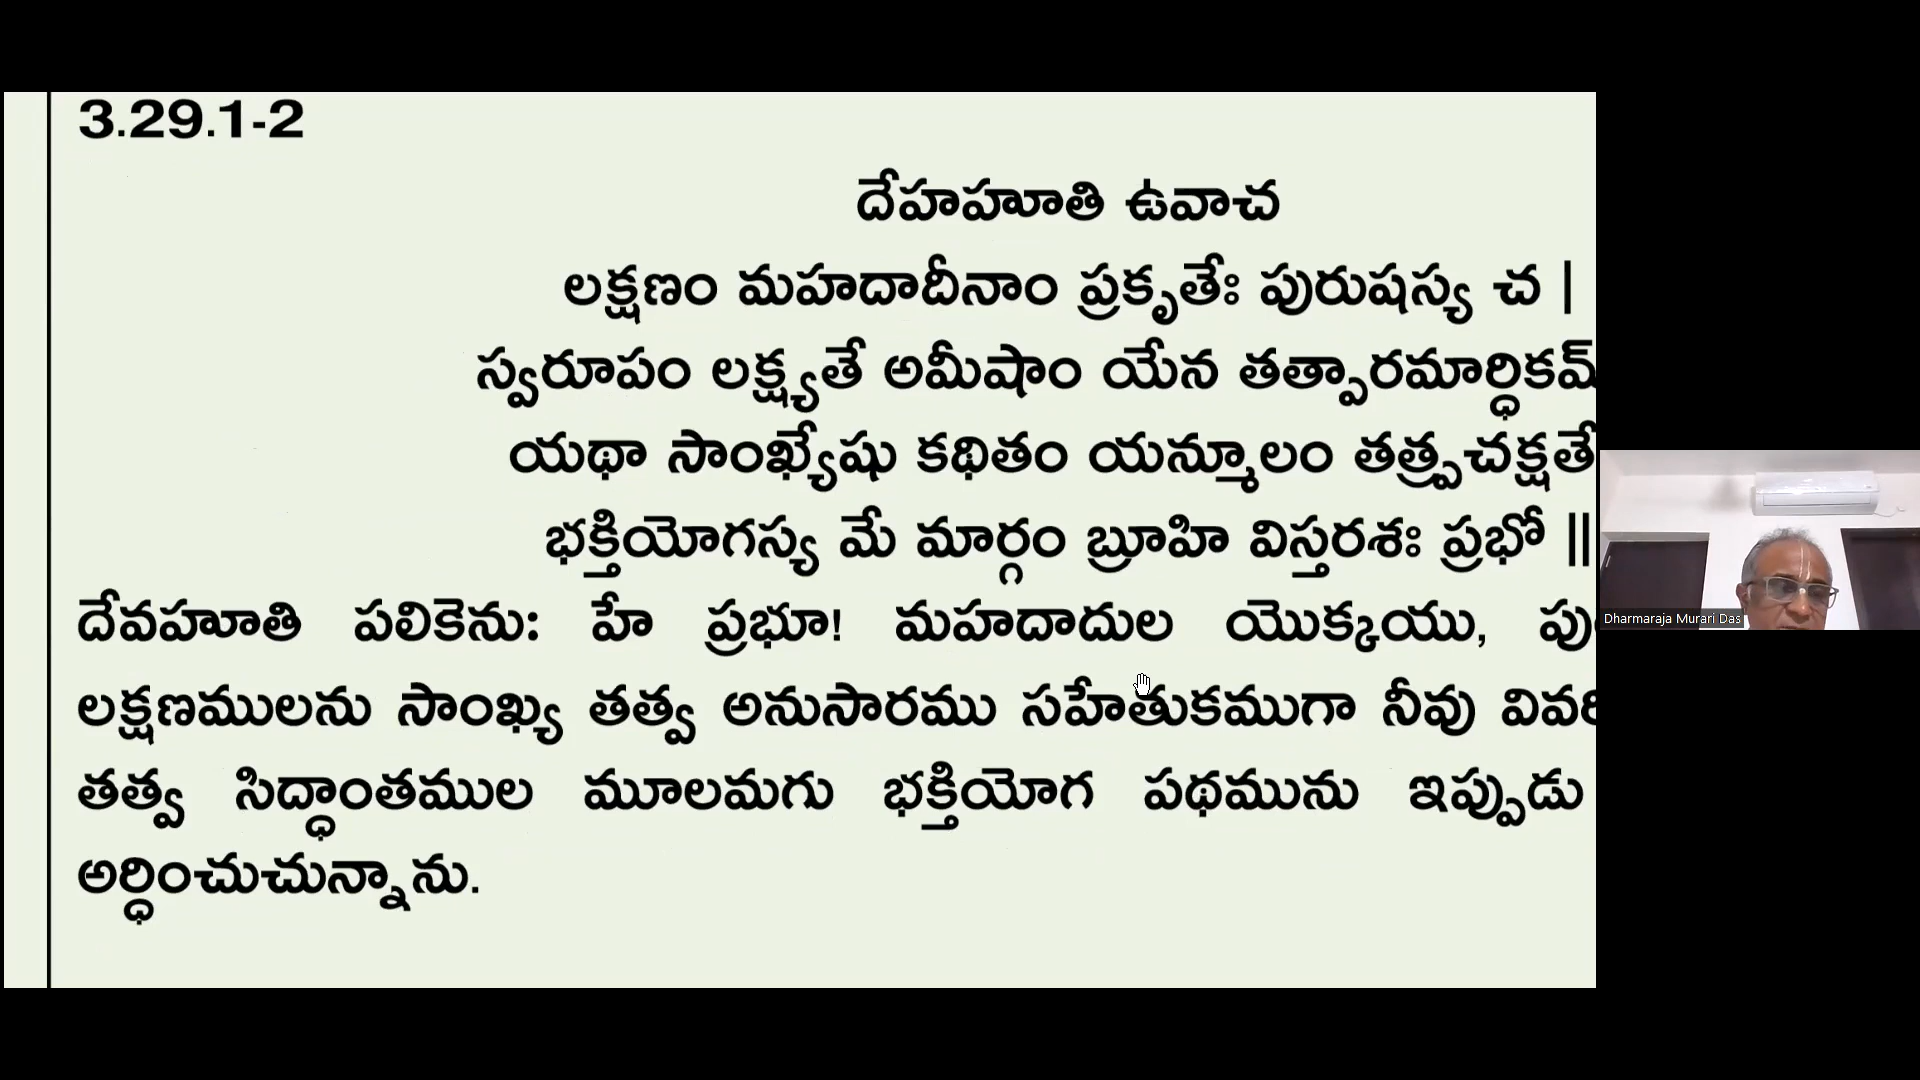 3.29.1-2
దేహహూతి ఉవాచ
లక్షణం మహదాదీనాం ప్రకృతేః పురుషస్య చ |
స్వరూపం లక్ష్యతే అమీషాం యేన తత్పారమార్ధికమ్
యథా సాంఖ్యేషు కథితం యన్మూలం తత్ప్రచక్షతే
భక్తియోగస్య మే మార్గం బ్రూహి విస్తరశః ప్రభో ||
దేవహూతి పలికెను: హే ప్రభూ! మహదాదుల యొక్కయు,
లక్షణములను సాంఖ్య తత్వ అనుసారము సహేతుకముగా నీవు
తత్వ సిద్ధాంతముల మూలమగు భక్తియోగ పథమును ఇప్పుడు
అర్ధించుచున్నాను.
Dharmaraja Murari Das